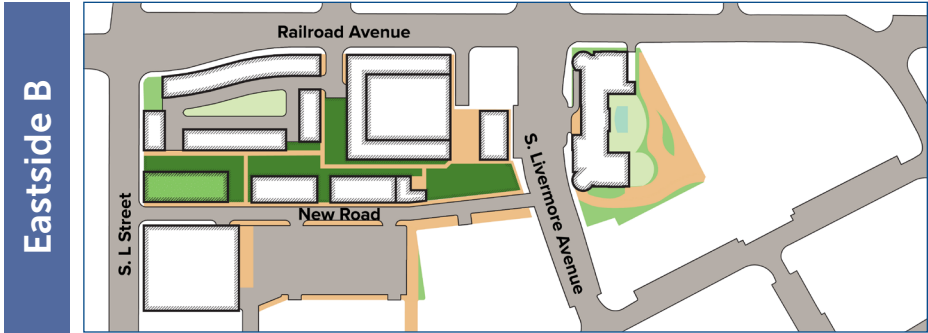 Eastside B
Railroad Avenue
S. L Street
New Road
S. Livermore Avenue